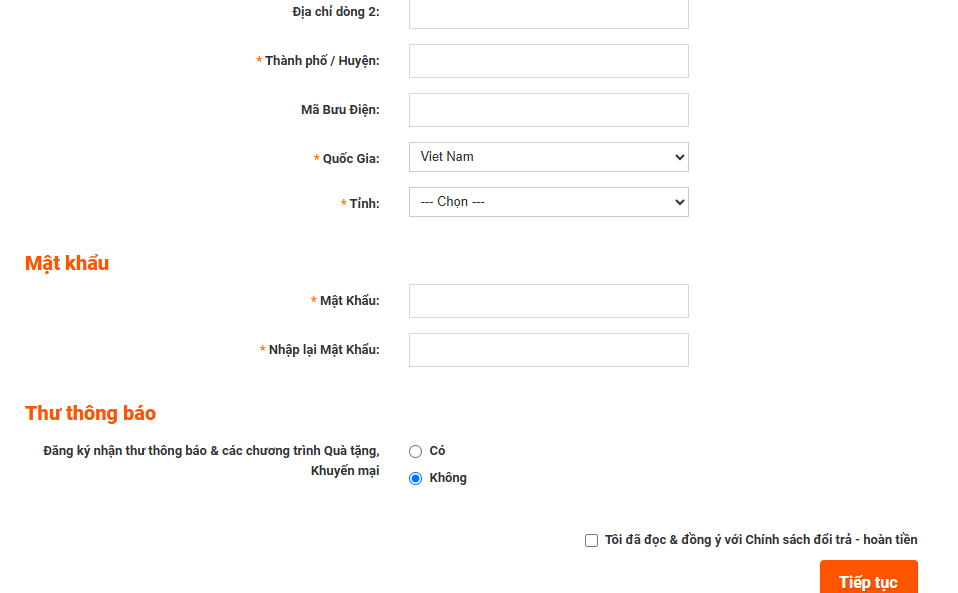 Địa chỉ dòng 2:
* Thành phố / Huyện:
Mã Bưu Điện:
* Quốc Gia: Viet Nam
* Tỉnh: --- Chọn ---
Mật khẩu
* Mật Khẩu:
* Nhập lại Mật Khẩu:
Thư thông báo
Đăng ký nhận thư thông báo & các chương trình Quà tặng, Có
Khuyến mại Không
Tôi đã đọc & đồng ý với Chính sách đổi trả - hoàn tiền
Tiếp tục